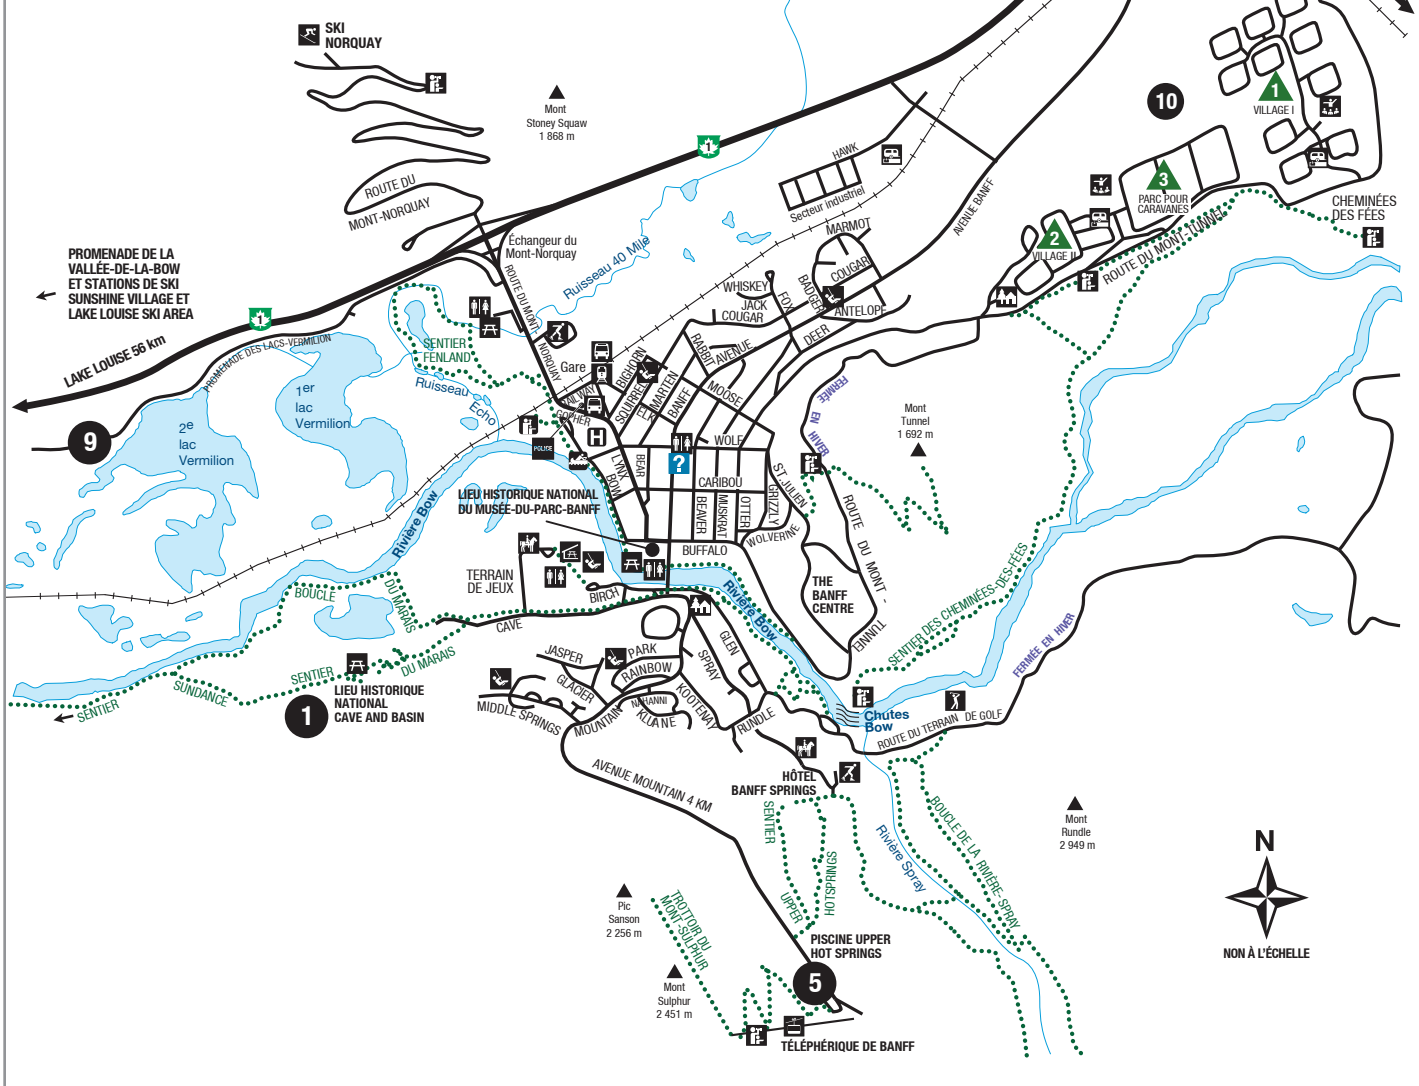 SKI
NORQUAY
Mont
Stoney Squaw
1 868 m
1
10
1
VILLAGE I
HAWK
Secteur industriel
3
PARC POUR
CARAVANES
CHEMINÉES
DES FÉES
ROUTE DU
MONT-NORQUAY
AVENUE BANFF
2
VILLAGE II
ROUTE DU MONT-TUNNEL
Échangeur du
Mont-Norquay
PROMENADE DE LA
VALLÉE-DE-LA-BOW
ET STATIONS DE SKI
SUNSHINE VILLAGE ET
LAKE LOUISE SKI AREA
1
LAKE LOUISE 56 km
PROMENADE DES LACS-VERMILION
ROUTE DU MONT-
NORQUAY
Ruisseau 40 Mile
MARMOT
COUGAR
BADGER
ANTELOPE
WHISKEY
JACK
COUGAR
FOX
DEER
RABBIT
AVENUE
SENTIER
FENLAND
Ruisseau
Echo
Gare
RAILWAY
GOPHER
BIGHORN
SQUIRREL
ELK
MARTEN
BANFF
MOOSE
WOLF
1er
lac
Vermilion
2e
lac
Vermilion
9
POLICE
H
?
LYNX
BOW
BEAR
CARIBOU
BEAVER
MUSKRAT
OTTER
GRIZZLY
ST. JULIEN
WOLVERINE
BUFFALO
FERMÉE EN HIVER
Mont
Tunnel
1 692 m
LIEU HISTORIQUE NATIONAL
DU MUSÉE-DU-PARC-BANFF
Rivière Bow
ROUTE DU MONT-
TUNNEL
THE
BANFF
CENTRE
TERRAIN
DE JEUX
BIRCH
CAVE
Rivière Bow
SENTIER DES CHEMINÉES-DES-FÉES
FERMÉE EN HIVER
BOUCLE
DU MARAIS
SENTIER
DU MARAIS
SUNDANCE
SENTIER
LIEU HISTORIQUE
NATIONAL
CAVE AND BASIN
1
JASPER
PARK
RAINBOW
GLACIER
MIDDLE SPRINGS
MOUNTAIN
NAHANNI
KLUANE
KOOTENAY
SPRAY
GLEN
RUNDLE
Chutes
Bow
ROUTE DU TERRAIN DE GOLF
AVENUE MOUNTAIN 4 KM
HÔTEL
BANFF SPRINGS
SENTIER
UPPER
HOTSPRINGS
Rivière Spray
BOUCLE DE LA RIVIÈRE-SPRAY
Mont
Rundle
2 949 m
N
NON À L'ÉCHELLE
Pic
Sanson
2 256 m
TROTTOIR DU
MONT-SULPHUR
Mont
Sulphur
2 451 m
PISCINE UPPER
HOT SPRINGS
5
TÉLÉPHÉRIQUE DE BANFF